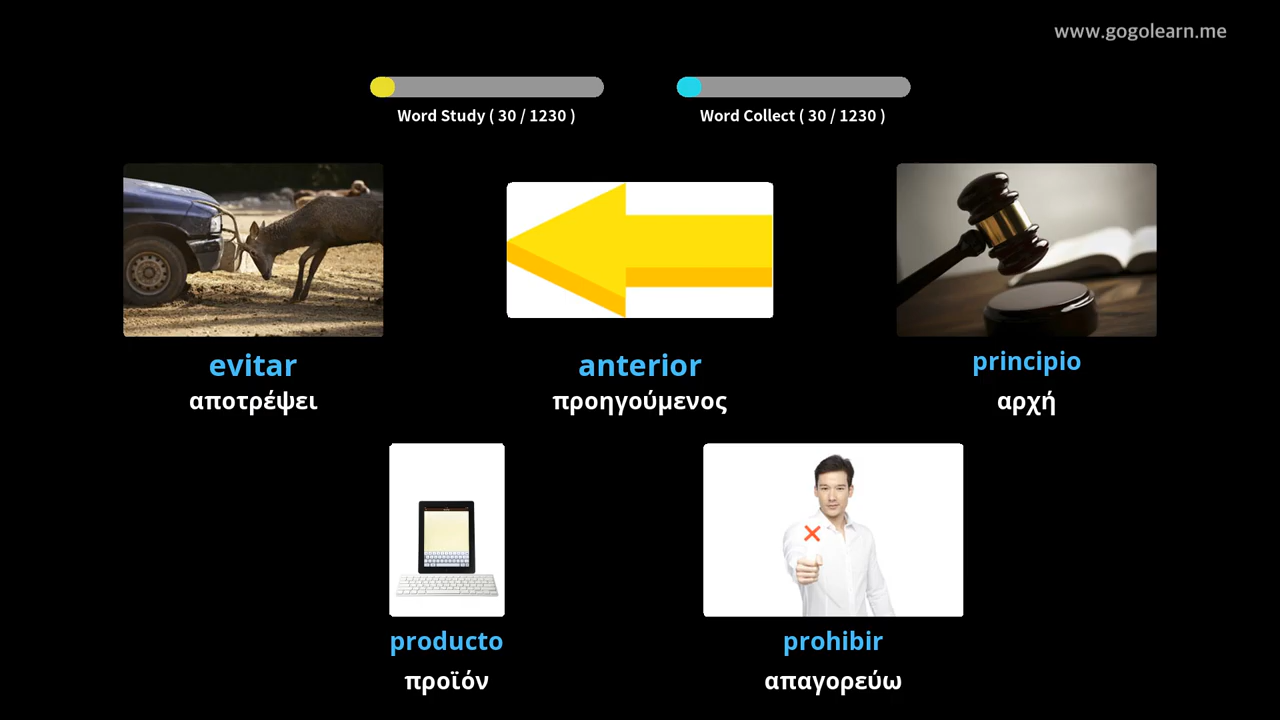 www.gogolearn.me
Word Study ( 30 / 1230 )
Word Collect ( 30 / 1230 )
evitar
αποτρέψει
anterior
προηγούμενος
principio
αρχή
producto
προϊόν
prohibir
απαγορεύω